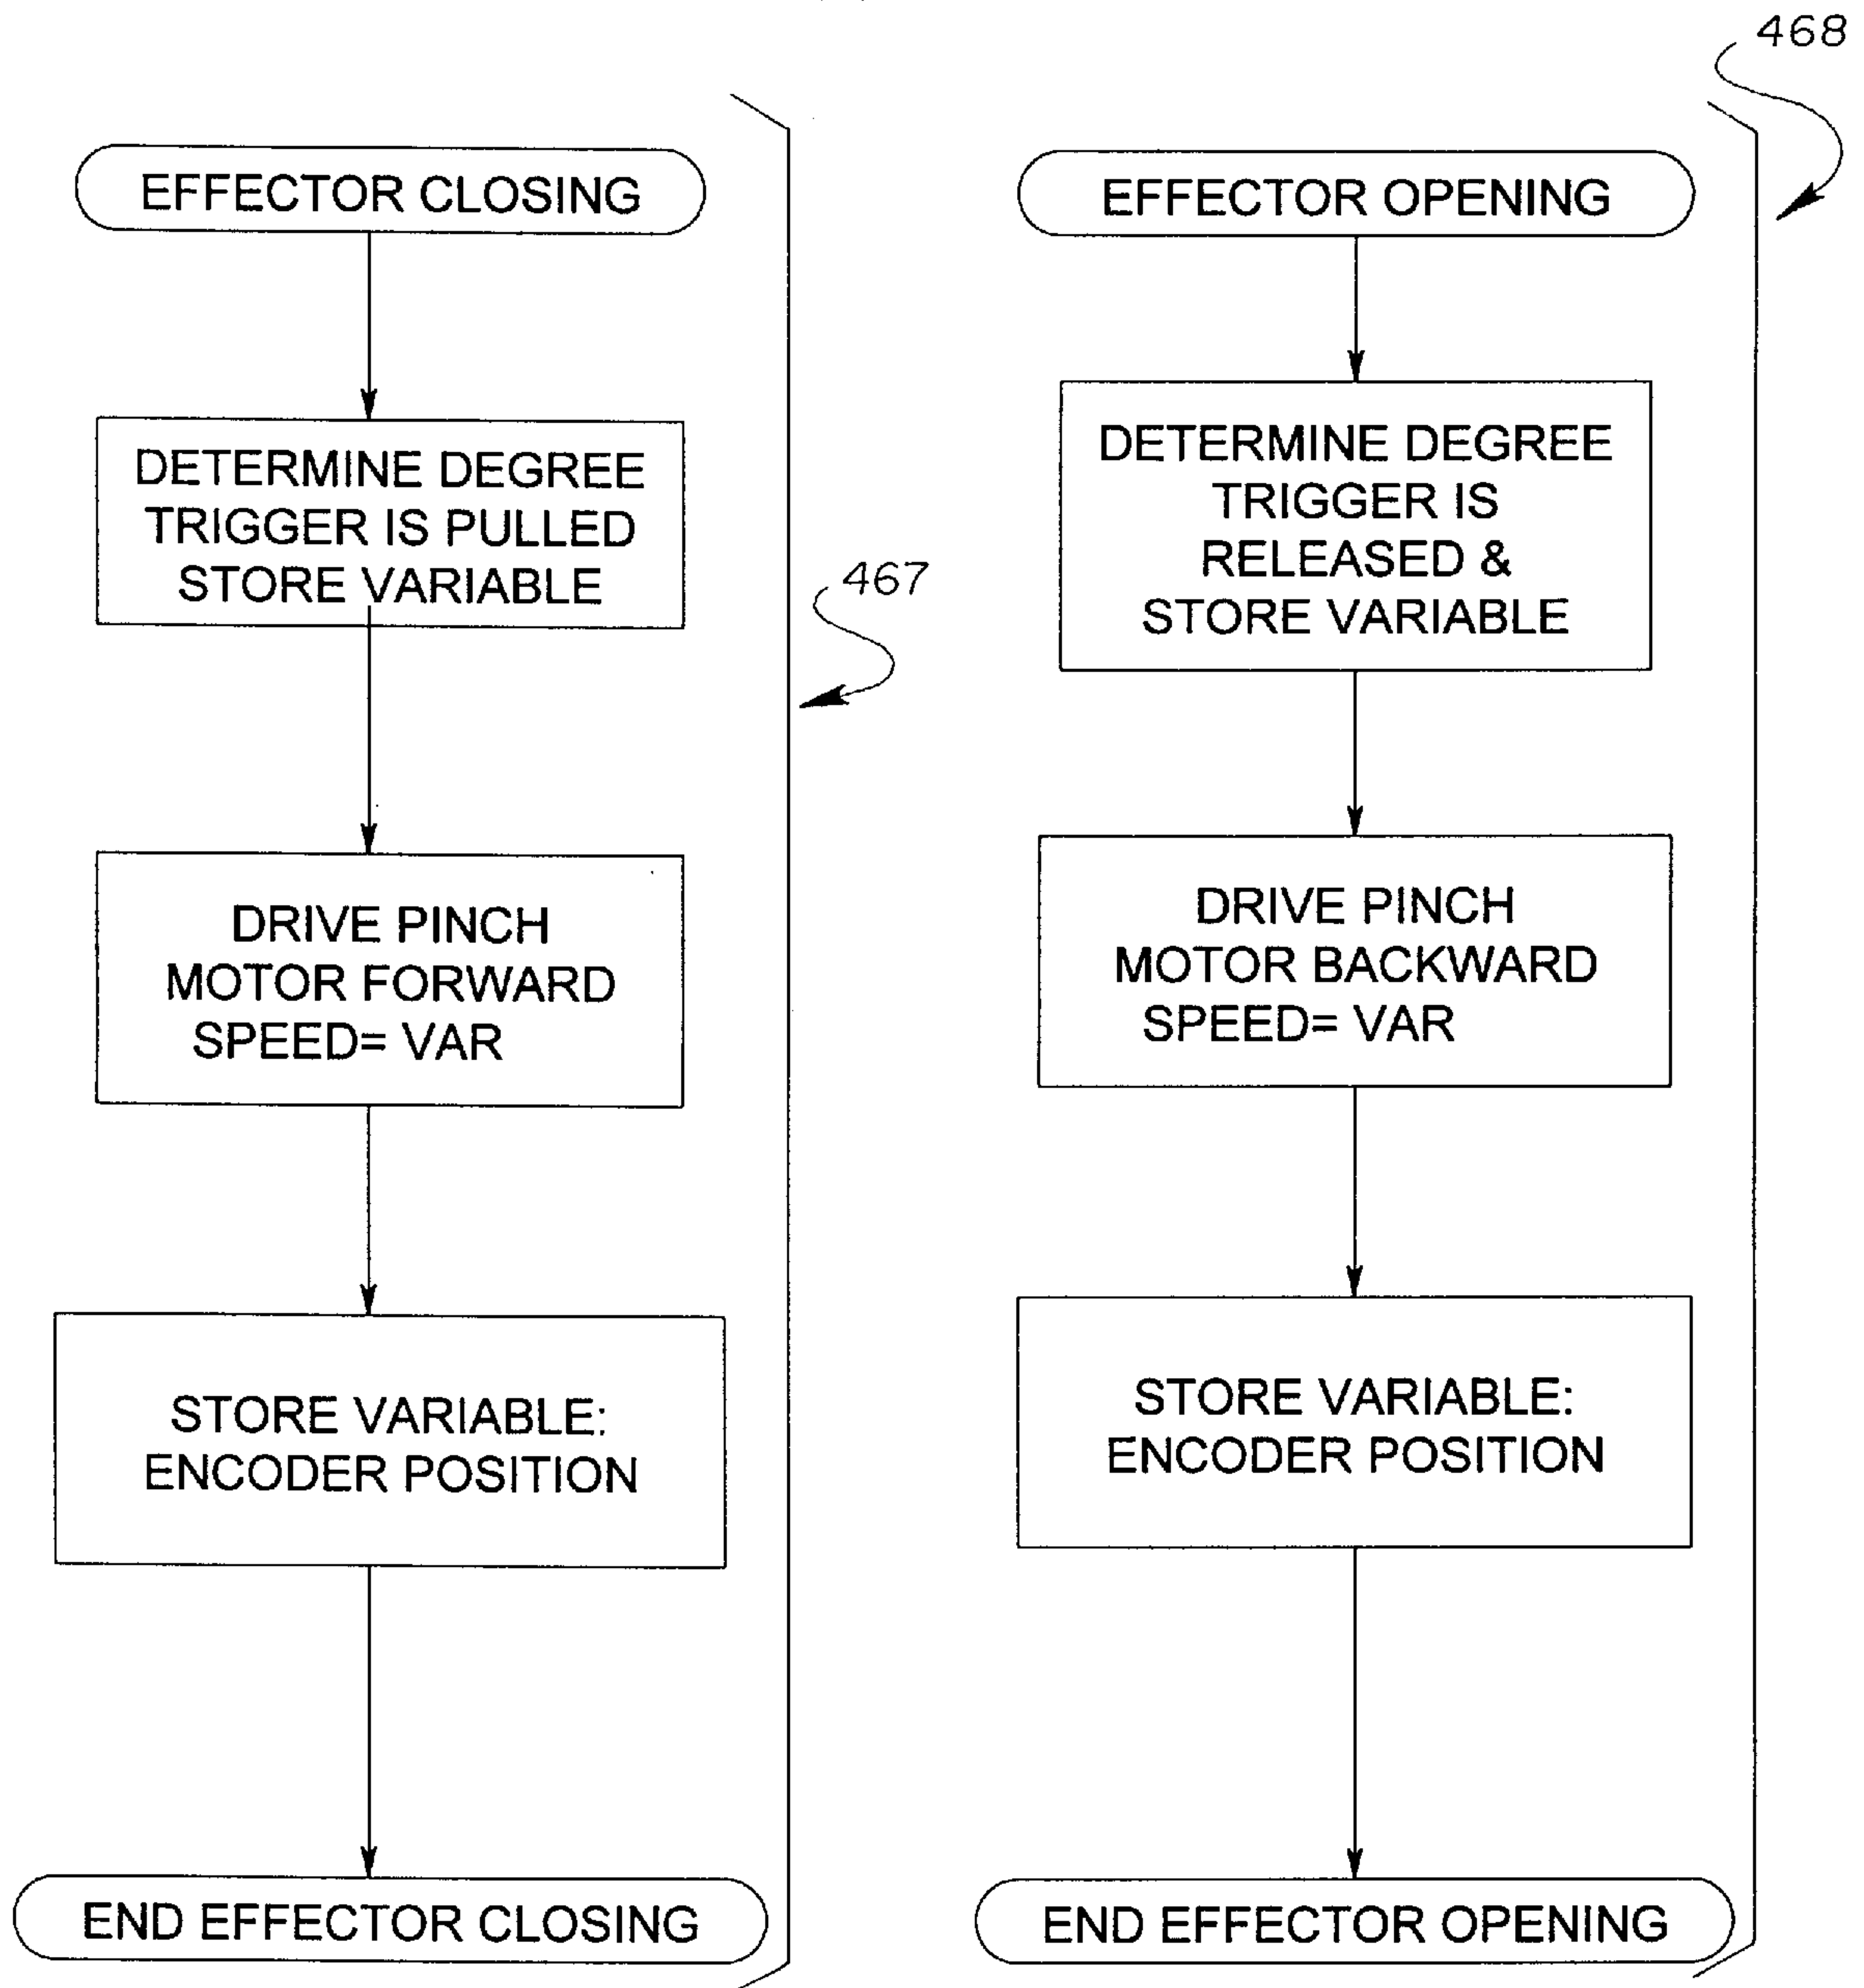 468
EFFECTOR CLOSING
DETERMINE DEGREE
TRIGGER IS PULLED
STORE VARIABLE
467
DRIVE PINCH
MOTOR FORWARD
SPEED= VAR
STORE VARIABLE:
ENCODER POSITION
END EFFECTOR CLOSING
EFFECTOR OPENING
DETERMINE DEGREE
TRIGGER IS
RELEASED &
STORE VARIABLE
DRIVE PINCH
MOTOR BACKWARD
SPEED= VAR
STORE VARIABLE:
ENCODER POSITION
END EFFECTOR OPENING